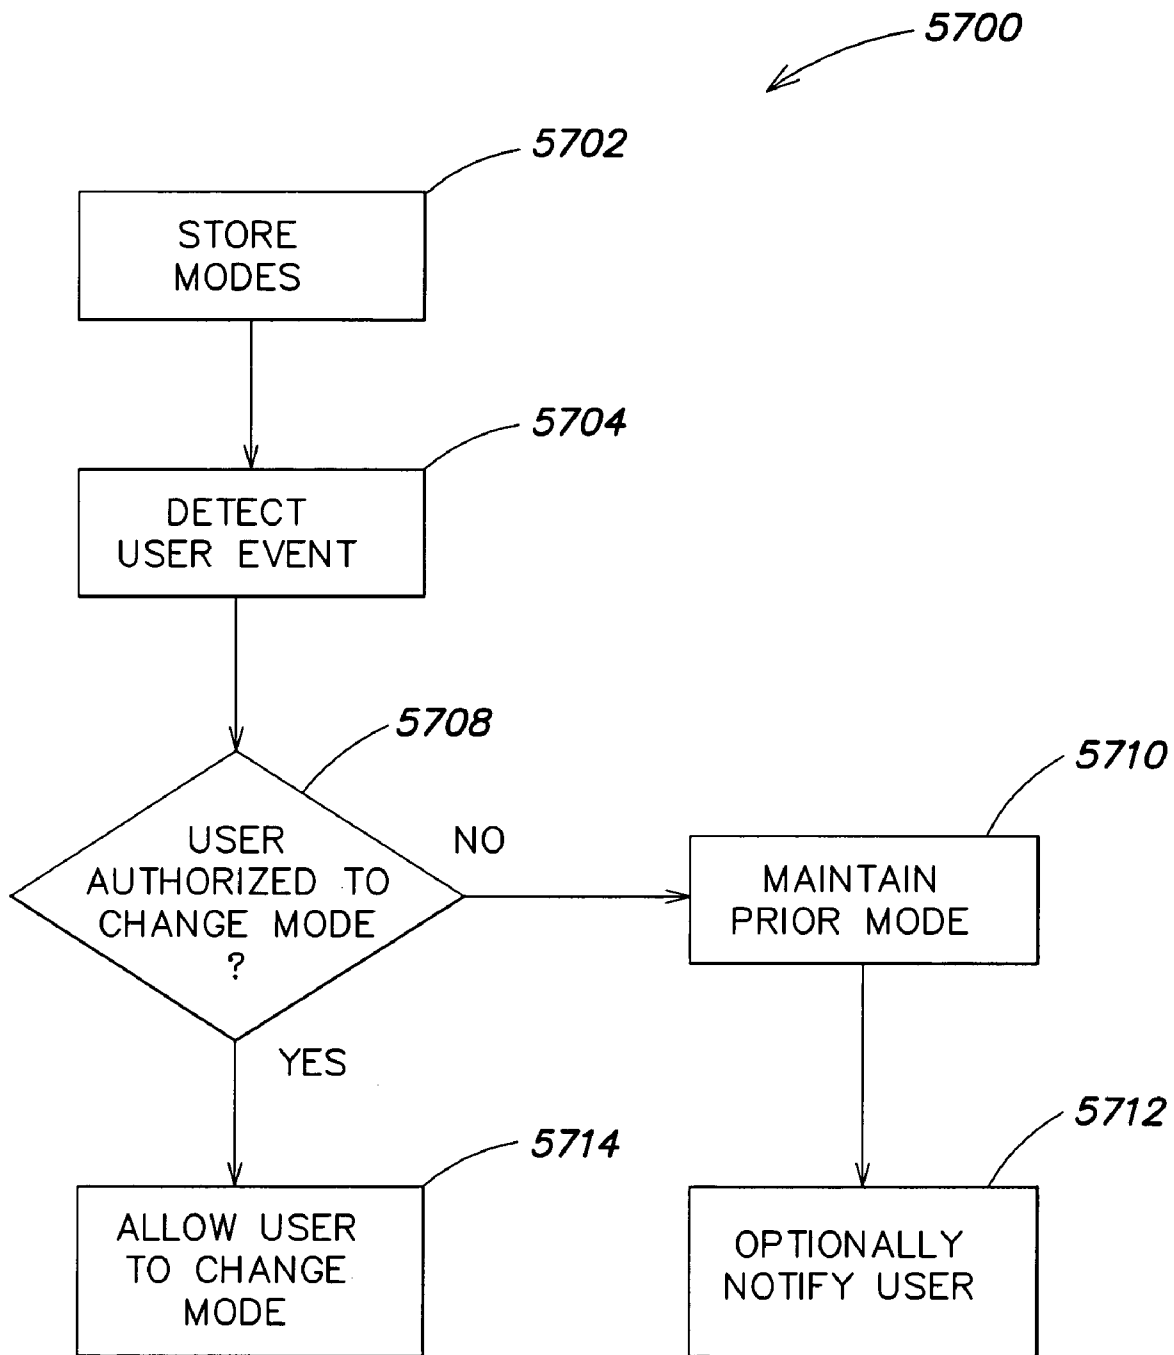 5700
5702
STORE
MODES
5704
DETECT
USER EVENT
5708
USER
AUTHORIZED TO
CHANGE MODE
?
NO
5710
MAINTAIN
PRIOR MODE
YES
5714
ALLOW USER
TO CHANGE
MODE
5712
OPTIONALLY
NOTIFY USER